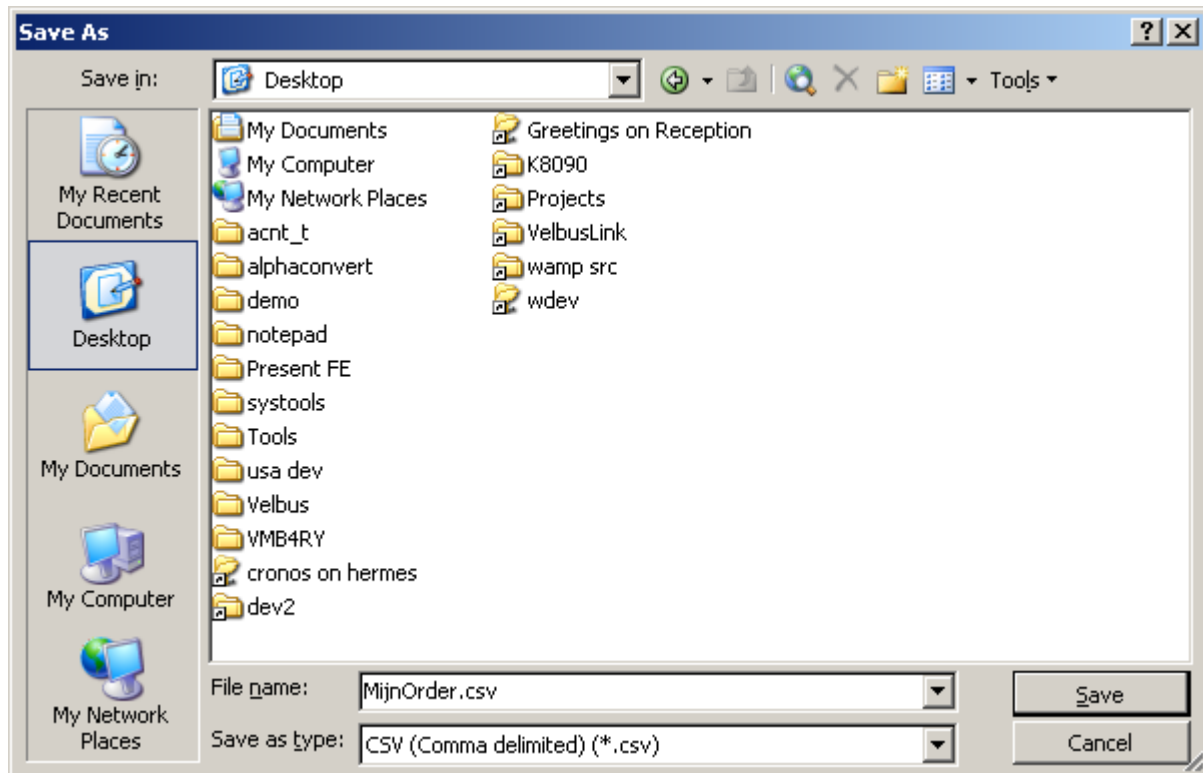 Save As
Save in:
Desktop
Tools
My Recent
Documents
Desktop
My Documents
My Computer
My Network
Places
My Documents
My Computer
My Network Places
acnt_t
alphaconvert
demo
notepad
Present FE
systools
Tools
usa dev
Velbus
VMB4RY
cronos on hermes
dev2
Greetings on Reception
K8090
Projects
VelbusLink
wamp src
wdev
File name:
MijnOrder.csv
Save
Save as type:
CSV (Comma delimited) (*.csv)
Cancel